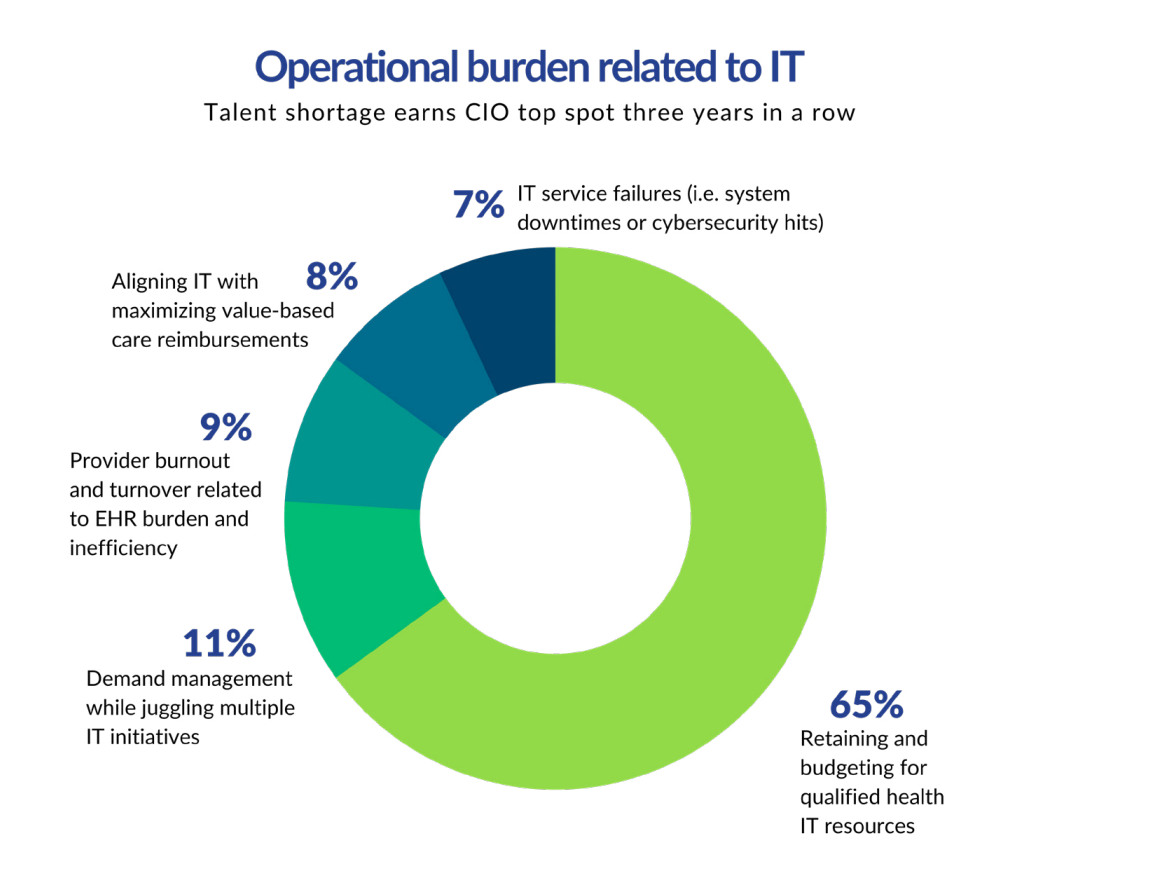 Operational burden related to IT
Talent shortage earns CIO top spot three years in a row
7%
IT service failures (i.e. system
downtimes or cybersecurity hits)
8%
Aligning IT with
maximizing value-based
care reimbursements
9%
Provider burnout
and turnover related
to EHR burden and
inefficiency
11%
Demand management
while juggling multiple
IT initiatives
65%
Retaining and
budgeting for
qualified health
IT resources